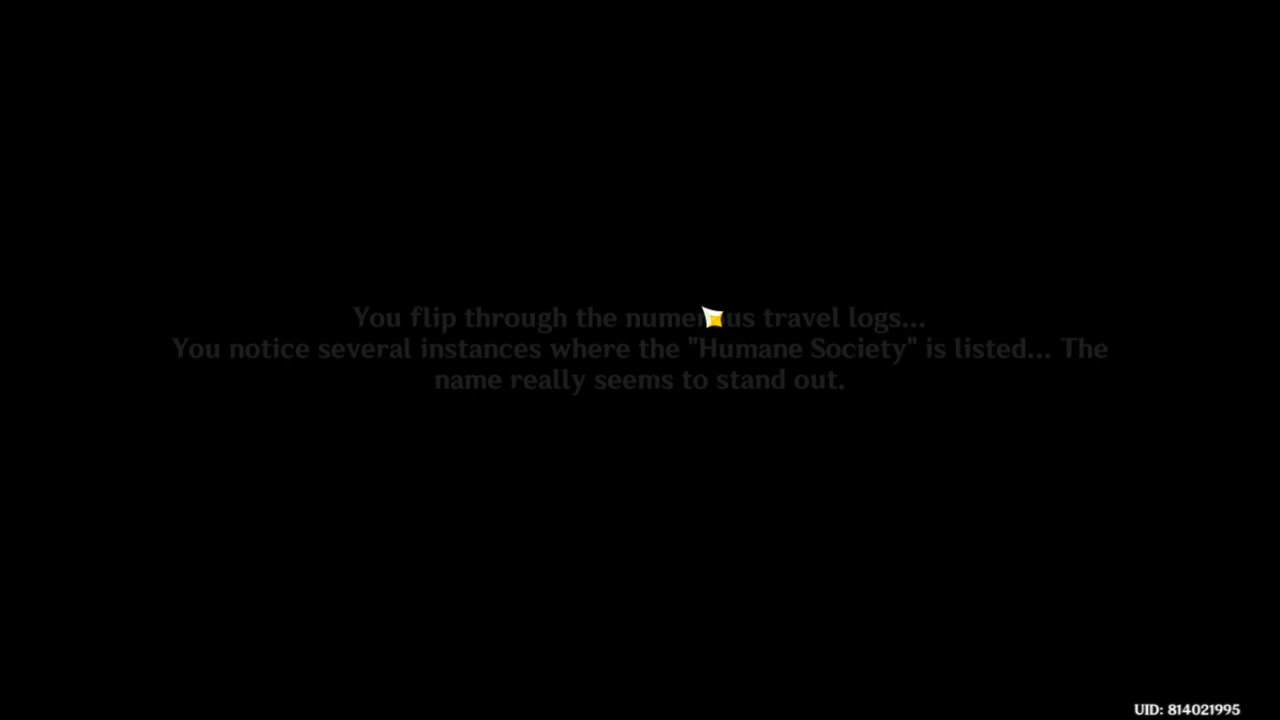 You flip through the numerous travel logs...
You notice several instances where the "Humane Society" is listed... The
name really seems to stand out.
UID: 814021995